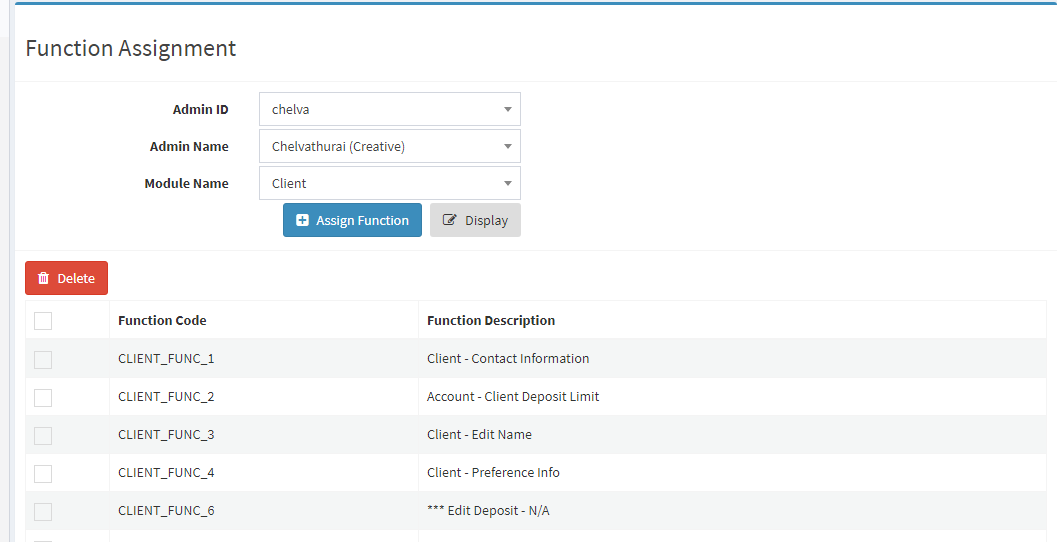 Function Assignment
Admin ID chelva
Admin Name Chelvathurai (Creative)
Module Name Client
Assign Function Display
Delete
Function Code Function Description
CLIENT_FUNC_1 Client - Contact Information
CLIENT_FUNC_2 Account - Client Deposit Limit
CLIENT_FUNC_3 Client - Edit Name
CLIENT_FUNC_4 Client - Preference Info
CLIENT_FUNC_6 *** Edit Deposit - N/A